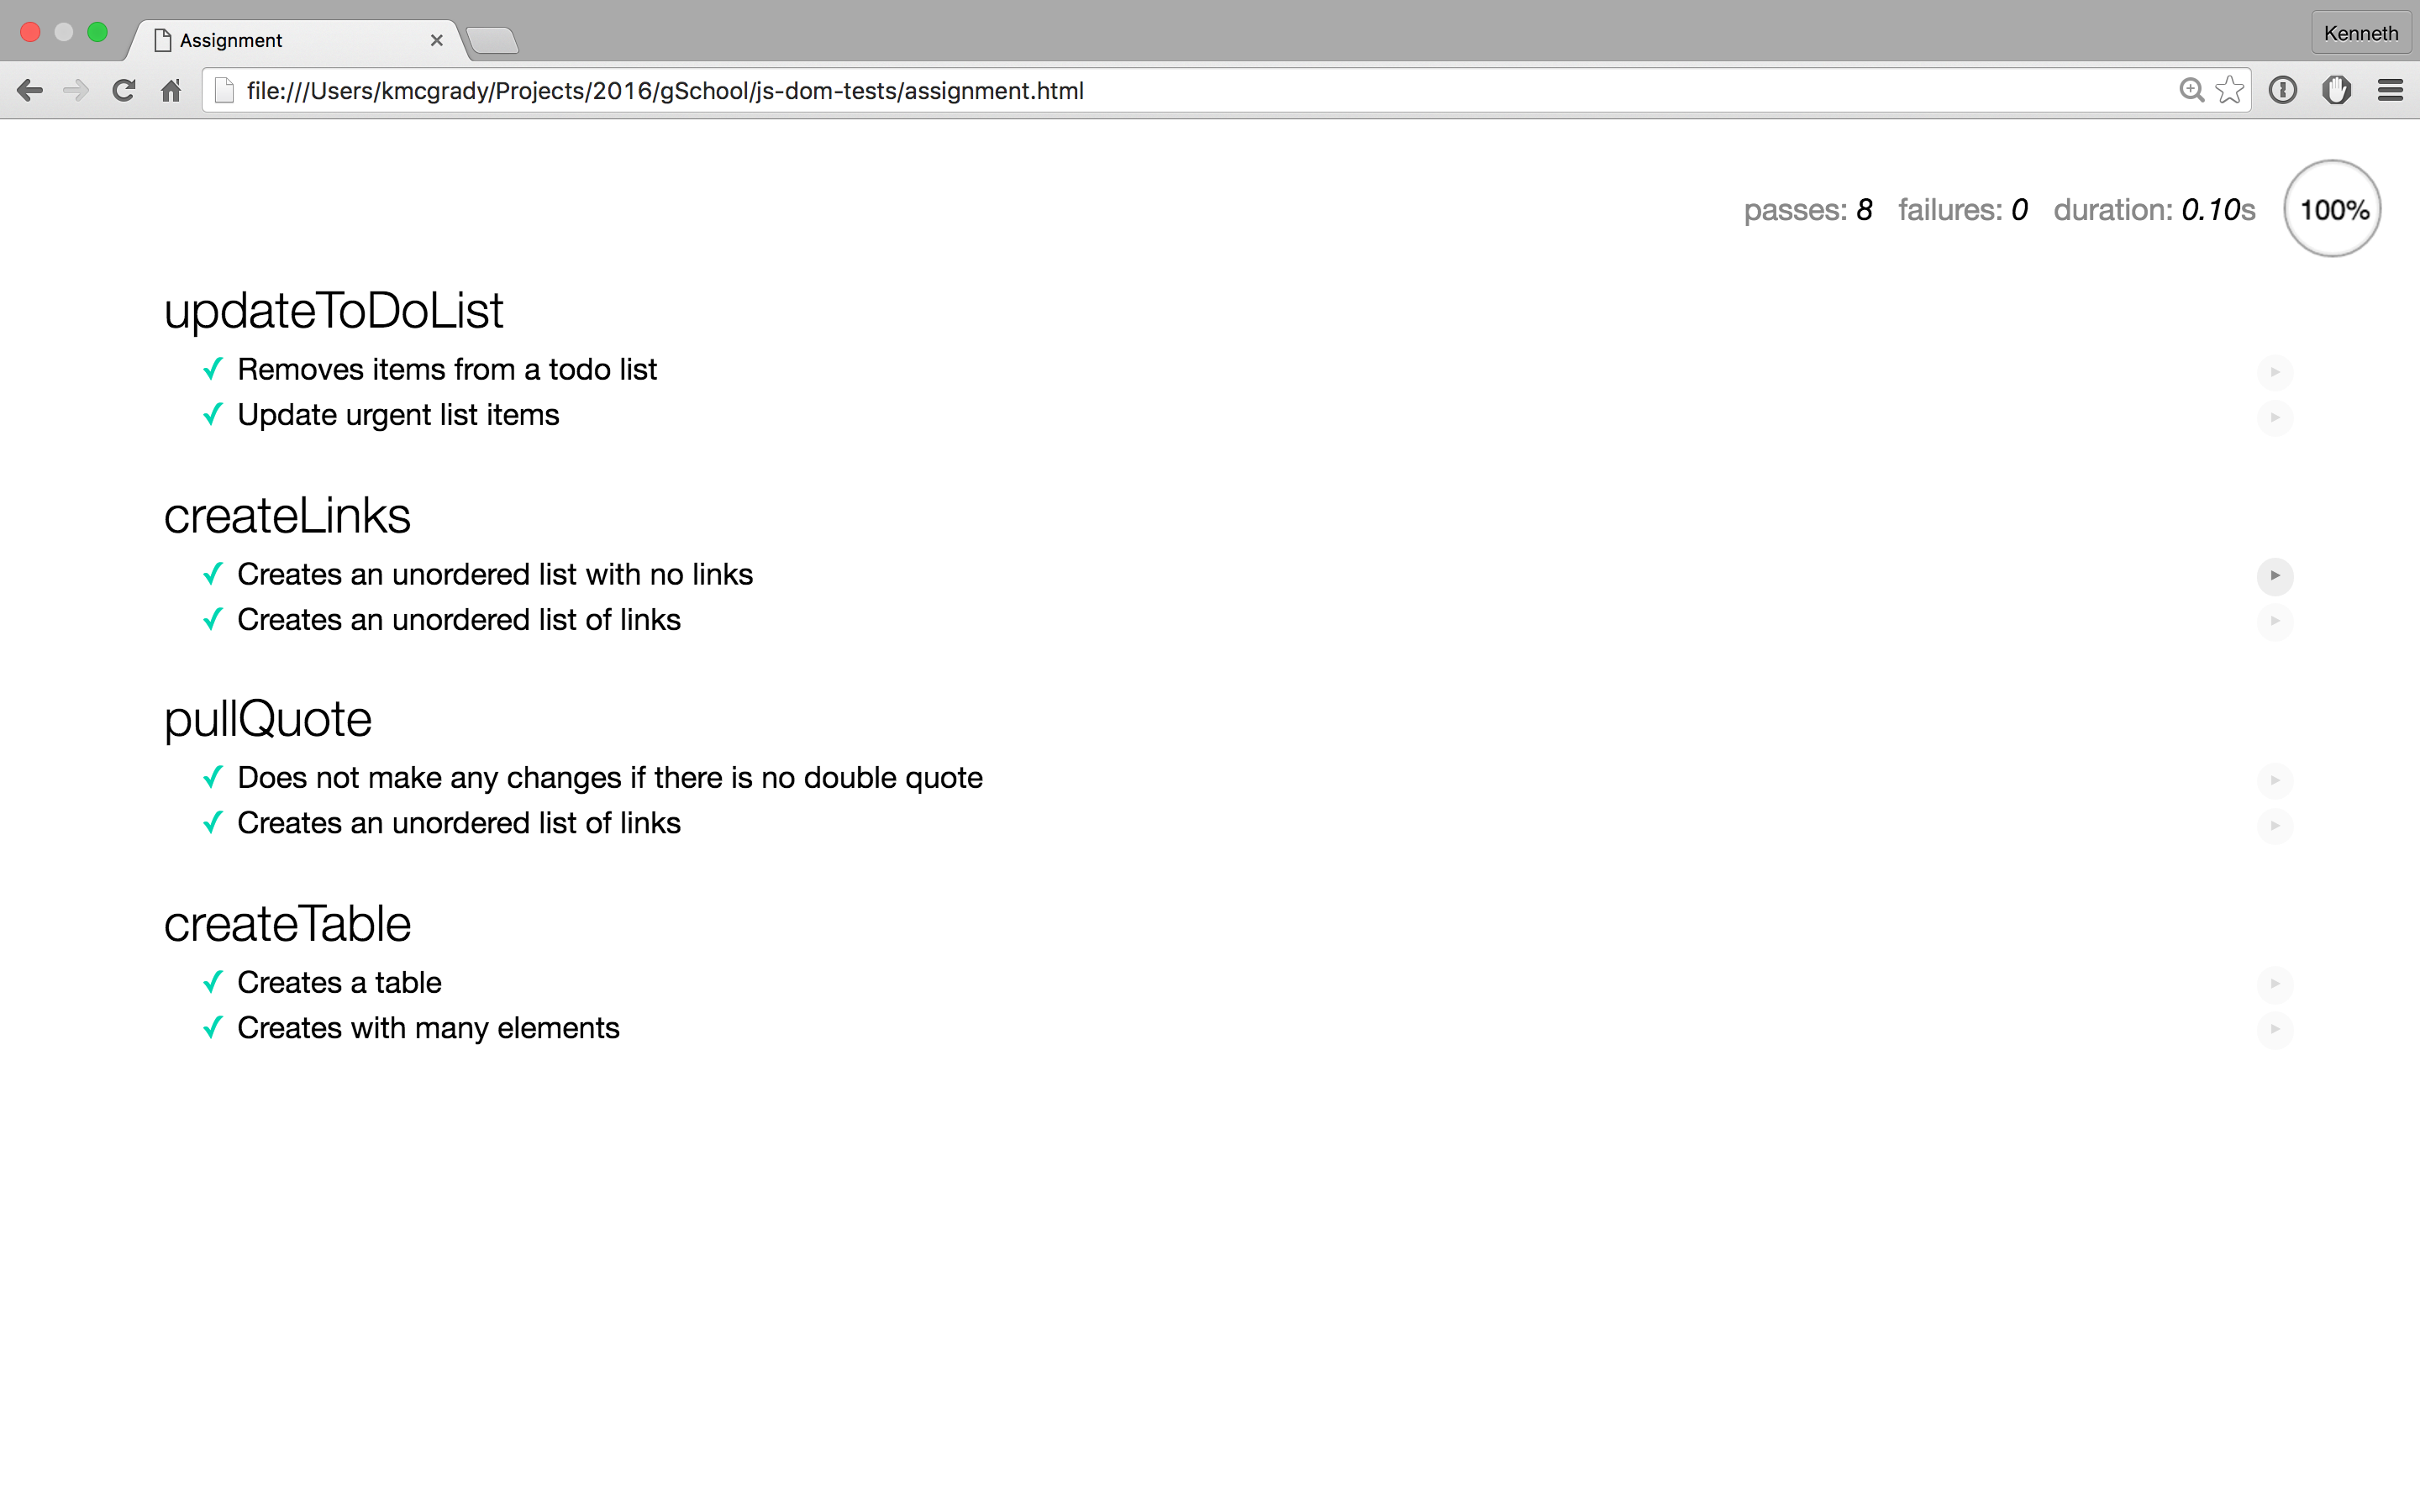 Assignment
Kenneth
file:///Users/kmcgrady/Projects/2016/gSchool/js-dom-tests/assignment.html
passes: 8 failures: 0 duration: 0.10s 100%
updateToDoList
✓ Removes items from a todo list
✓ Update urgent list items
createLinks
✓ Creates an unordered list with no links
✓ Creates an unordered list of links
pullQuote
✓ Does not make any changes if there is no double quote
✓ Creates an unordered list of links
createTable
✓ Creates a table
✓ Creates with many elements